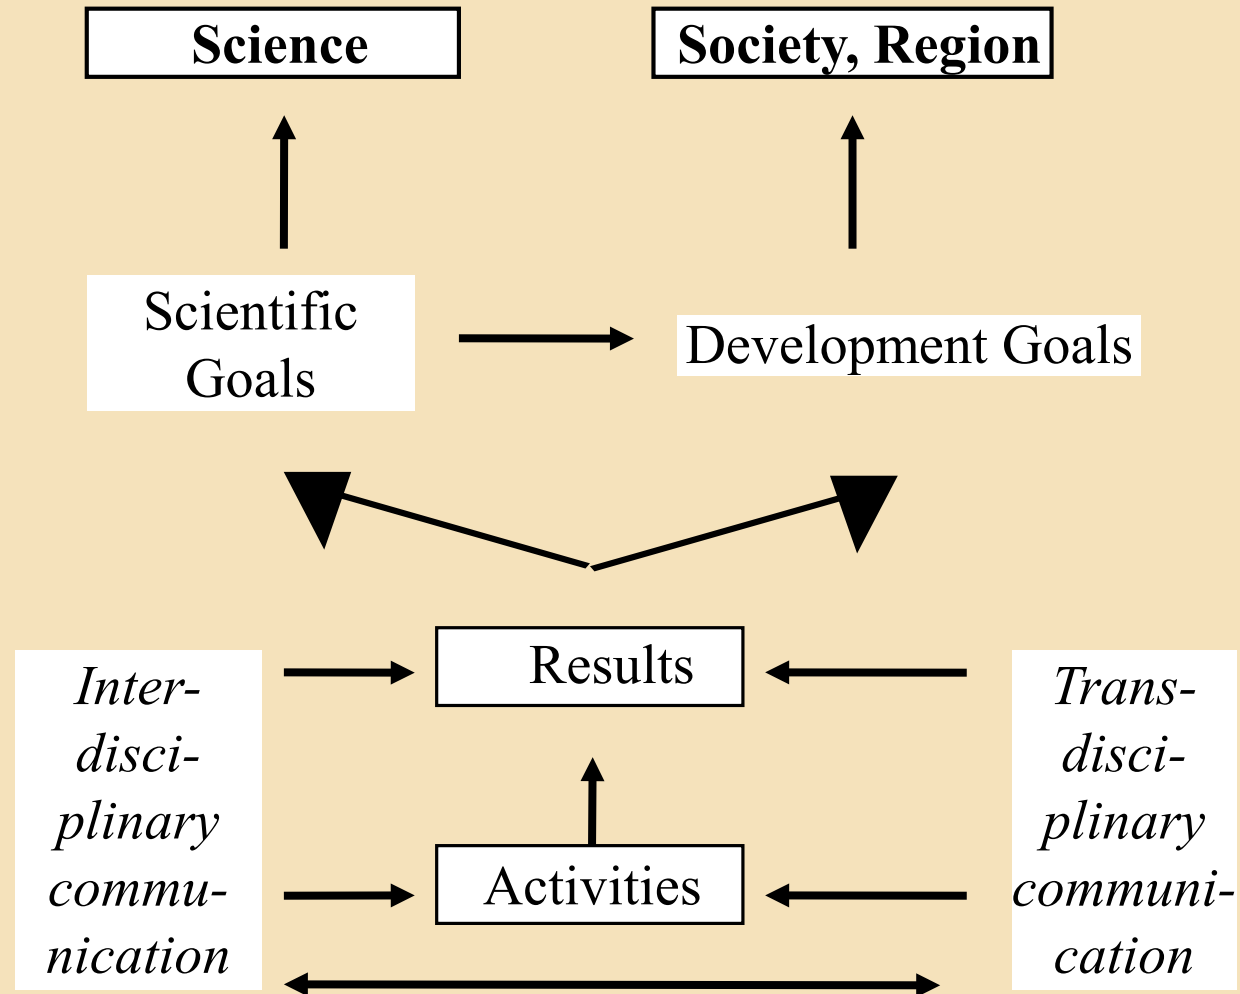 Science
Society, Region
Scientific
Goals
Development Goals
Results
Inter-
disci-
plinary
commu-
nication
Trans-
disci-
plinary
communi-
cation
Activities